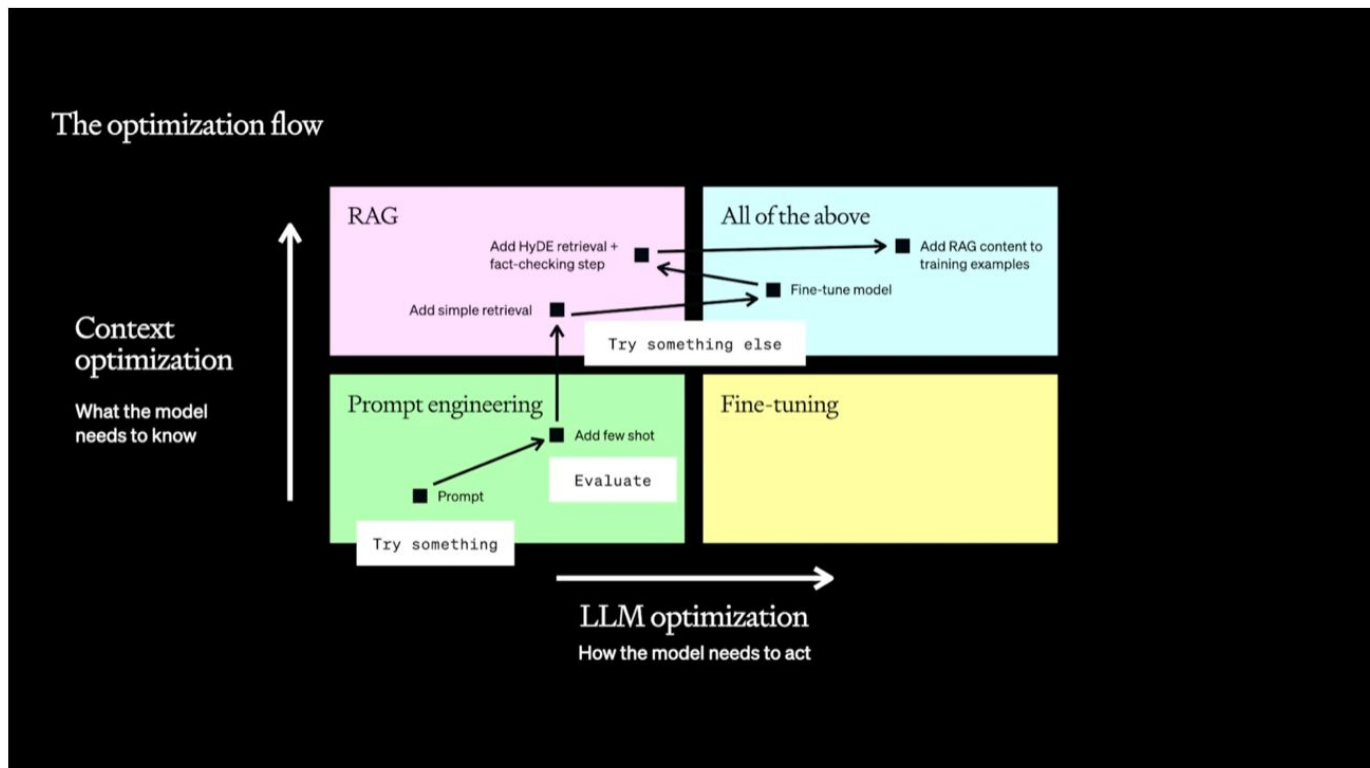 The optimization flow
RAG
Add HyDE retrieval +
fact-checking step
Add simple retrieval
All of the above
Add RAG content to
training examples
Fine-tune model
Try something else
Context
optimization
What the model
needs to know
Prompt engineering
Add few shot
Evaluate
Prompt
Try something
Fine-tuning
LLM optimization
How the model needs to act